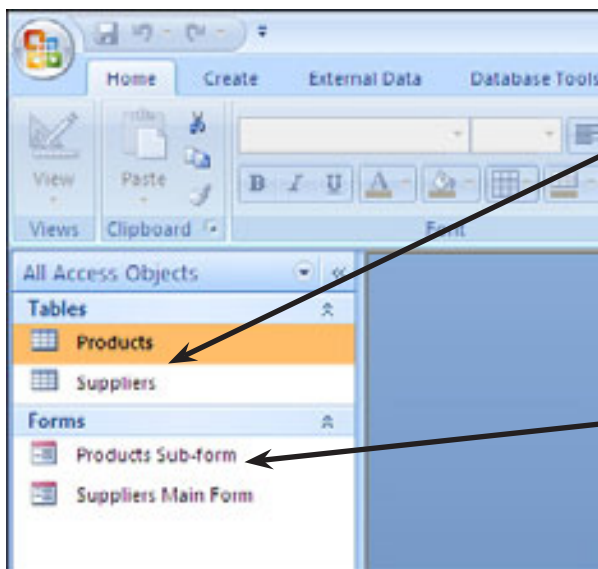 Home Create External Data Database Tools
View Paste B I U A
Views Clipboard Font
All Access Objects
Tables
Products
Suppliers
Forms
Products Sub-form
Suppliers Main Form